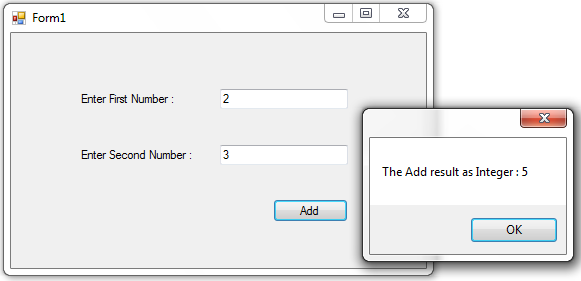 Form1
Enter First Number :
2
Enter Second Number :
3
Add
The Add result as Integer : 5
OK